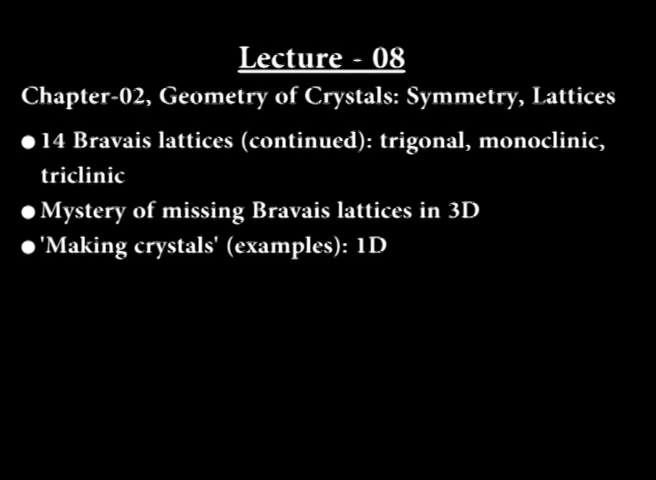 Lecture - 08
Chapter-02, Geometry of Crystals: Symmetry, Lattices
● 14 Bravais lattices (continued): trigonal, monoclinic,
triclinic
● Mystery of missing Bravais lattices in 3D
● 'Making crystals' (examples): 1D